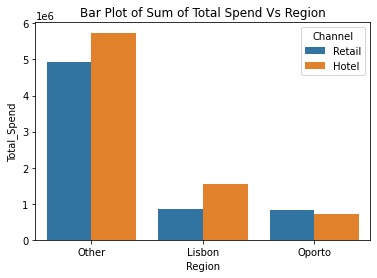 Bar Plot of Sum of Total Spend Vs Region
1e6
Channel
Retail
Hotel
6
5
4
3
2
1
0
Total_Spend
Other Lisbon Oporto
Region